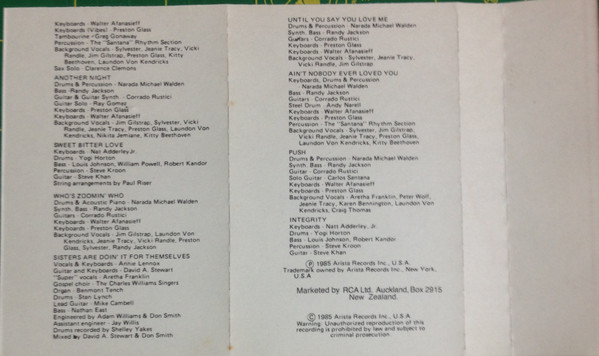 Keyboards - Walter Afanasieff
Keyboards (Vibes) - Preston Glass
Tambourine - Greg Gonaway
Percussion - The "Santana" Rhythm Section
Background Vocals - Sylvester, Jeanie Tracy, Vicki
Randle, Jim Gilstrap, Preston Glass, Kitty
Beethoven, Laundon Von Kendricks
Sax Solo - Clarence Clemons
ANOTHER NIGHT
Drums & Percussion - Narada Michael Walden
Bass - Randy Jackson
Guitar & Guitar Synth. - Corrado Rustici
Guitar Solo - Ray Gomez
Keyboards - Preston Glass
Keyboards - Walter Afanasieff
Background Vocals - Jim Gilstrap, Sylvester, Vicki
Randle, Jeanie Tracy, Preston Glass, Laundon Von
Kendricks, Nikita Jemiane, Kitty Beethoven
SWEET BITTER LOVE
Keyboards - Nat Adderley,Jr.
Drums - Yogi Horton
Bass - Louis Johnson, William Powell, Robert Kandor
Percussion - Steve Kroon
Guitar - Steve Khan
String arrangements by Paul Riser
WHO'S ZOOMIN' WHO
Drums & Acoustic Piano - Narada Michael Walden
Synth. Bass - Randy Jackson
Guitars - Corrado Rustici
Keyboards - Walter Afanasieff
Keyboards - Preston Glass
Background Vocals - Jim Gilstrap, Laundon Von
Kendricks, Jeanie Tracy, Vicki Randle, Preston
Glass, Sylvester, Randy Jackson
SISTERS ARE DOIN' IT FOR THEMSELVES
Vocals & Keyboards - Annie Lennox
Guitar and Keyboards - David A. Stewart
"Super" vocals - Aretha Franklin
Gospel choir - The Charles Williams Singers
Organ - Benmont Tench
Drums - Stan Lynch
Lead Guitar - Mike Cambell
Bass - Nathan East
Engineered by Adam Williams & Don Smith
Assistant engineer - Jay Willis
Drums recorded by Shelley Yakes
Mixed by David A. Stewart & Don Smith
UNTIL YOU SAY YOU LOVE ME
Drums & Percussion - Narada Michael Walden
Synth. Bass - Randy Jackson
Guitars - Corrado Rustici
Keyboards - Preston Glass
Keyboards - Walter Afanasieff
Background Vocals - Sylvester, Jeanie Tracy,
Vicki Randle, Jim Gilstrap
AIN'T NOBODY EVER LOVED YOU
Keyboards, Drums & Percussion
- Narada Michael Walden
Bass - Randy Jackson
Guitars - Corrado Rustici
Steel Drum - Andy Narell
Keyboards - Walter Afanasieff
Keyboards - Preston Glass
Percussion - The "Santana" Rhythm Section
Background Vocals - Sylvester, Jim Gilstrap,
Vicki Randle, Jeanie Tracy, Preston Glass,
Laundon Von Kendricks, Kitty Beethoven
PUSH
Drums & Percussion - Narada Michael Walden
Synth. Bass - Randy Jackson
Guitar - Corrado Rustici
Solo Guitar - Carlos Santana
Keyboards - Walter Afanasieff
Keyboards - Preston Glass
Background Vocals - Aretha Franklin, Peter Wolf,
Jeanie Tracy, Karen Bennington, Laundon Von
Kendricks, Craig Thomas
INTEGRITY
Keyboards - Natt Adderley, Jr.
Drums - Yogi Horton
Bass - Louis Johnson, Robert Kandor
Percussion - Steve Kroon
Guitar - Steve Khan
℗ 1985 Arista Records Inc., U.S.A.
Trademark owned by Arista Records Inc., New York,
U.S.A.
Marketed by RCA Ltd. Auckland, Box 2915
New Zealand.
© 1985 Arista Records Inc., U.S.A.
Warning: Unauthorized reproduction of this
recording is prohibited by law and subject to
criminal prosecution.